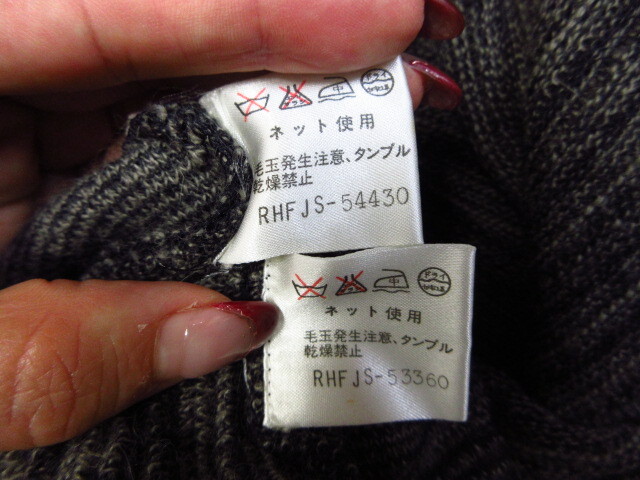 中
ドライ
ネット使用
毛玉発生注意、タンブル
乾燥禁止
RHFJS-54430
中
ドライ
ネット使用
毛玉発生注意、タンブル
乾燥禁止
RHFJS-53360